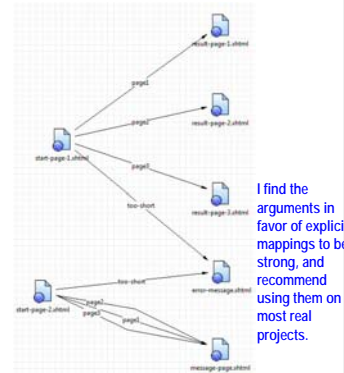 result-page-1.xhtml
page1
page2
result-page-2.xhtml
start-page-1.xhtml
page3
too-short
result-page-3.xhtml
I find the
arguments in
favor of explici
mappings to be
strong, and
recommend
using them on
most real
projects.
too-short
error-message.xhtml
start-page-2.xhtml
page2
page3
page1
message-page.xhtml